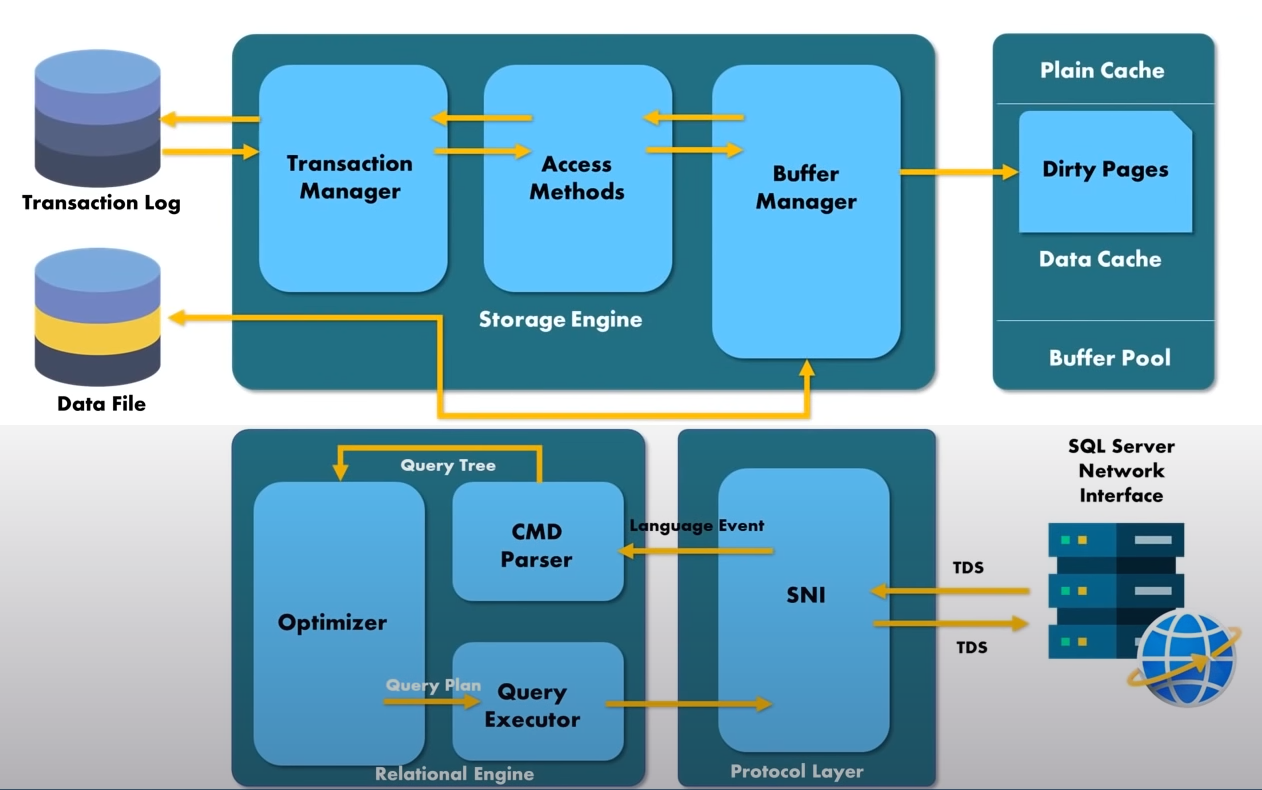 Plain Cache
Transaction Log
Transaction
Manager
Access
Methods
Buffer
Manager
Dirty Pages
Data Cache
Storage Engine
Buffer Pool
Data File
Query Tree
SQL Server
Network
Interface
CMD
Parser
Language Event
TDS
SNI
Optimizer
TDS
Query Plan
Query
Executor
Relational Engine
Protocol Layer